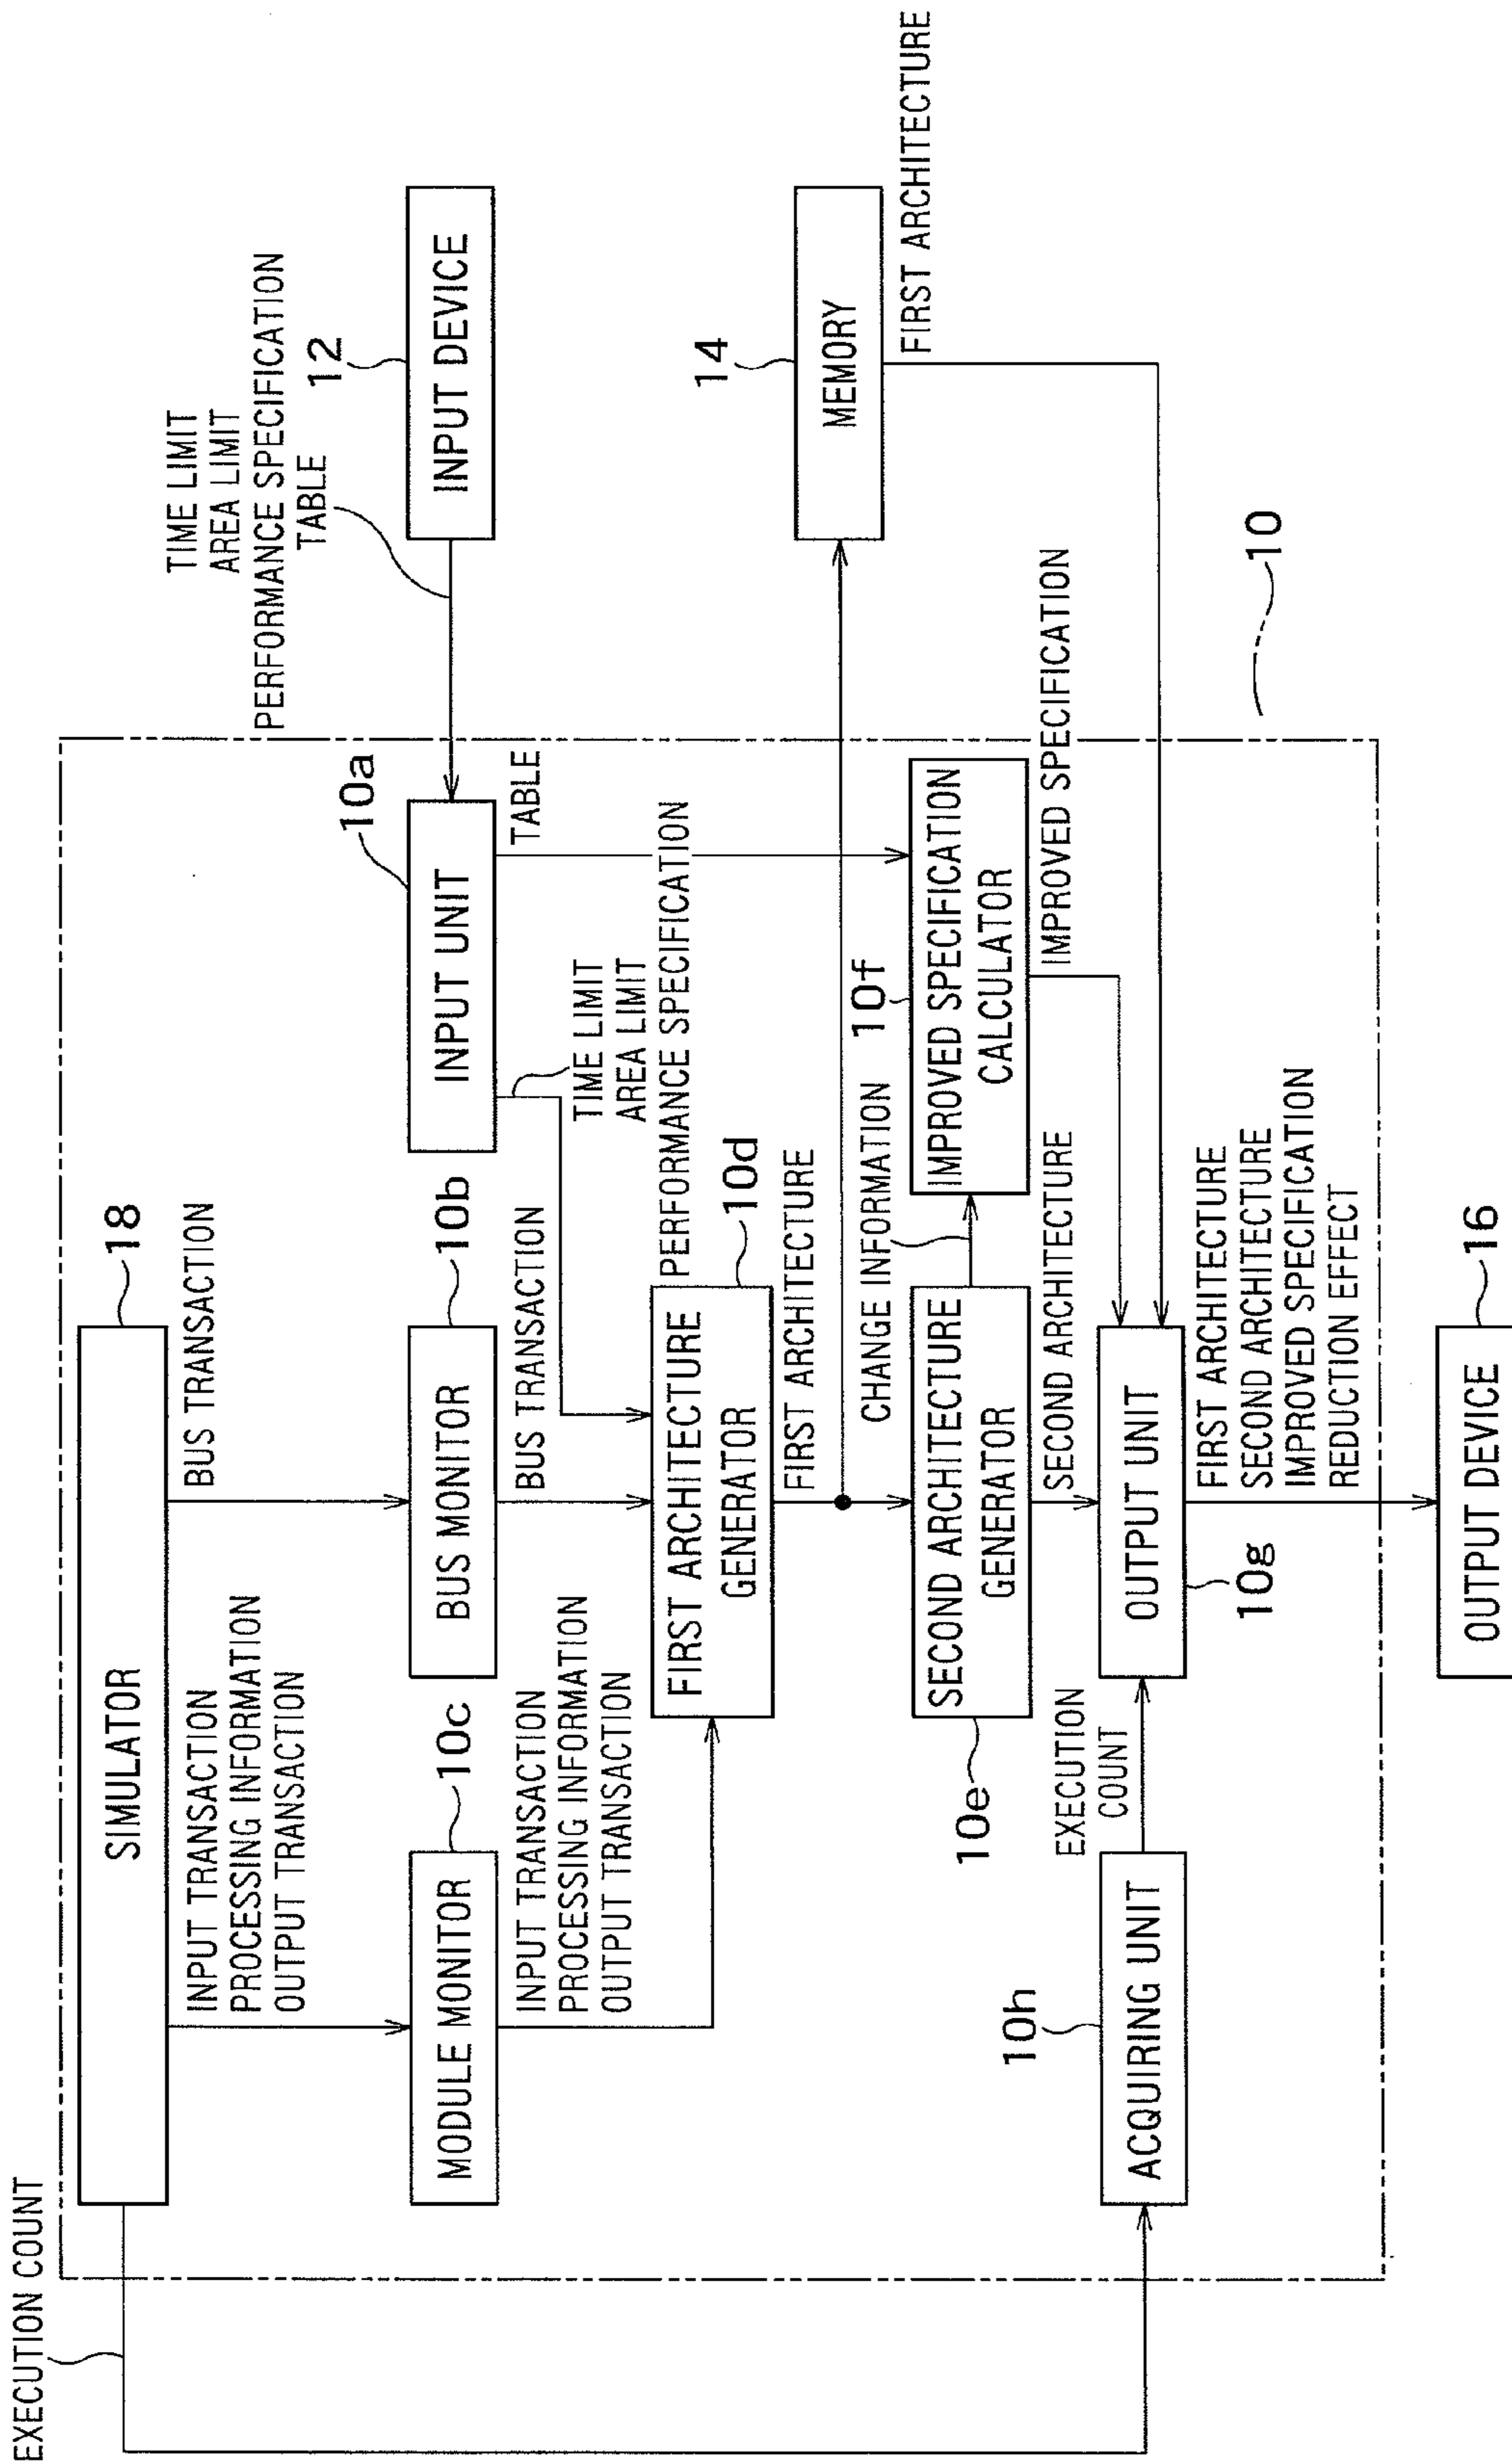 EXECUTION COUNT
SIMULATOR
18
INPUT TRANSACTION
PROCESSING INFORMATION
OUTPUT TRANSACTION
BUS TRANSACTION
TIME LIMIT
AREA LIMIT
PERFORMANCE SPECIFICATION
TABLE
MODULE MONITOR
10c
BUS MONITOR
10b
INPUT UNIT
10a
INPUT DEVICE
12
INPUT TRANSACTION
PROCESSING INFORMATION
OUTPUT TRANSACTION
BUS TRANSACTION
TIME LIMIT
AREA LIMIT
PERFORMANCE SPECIFICATION
TABLE
FIRST ARCHITECTURE
GENERATOR
10d
FIRST ARCHITECTURE
14
MEMORY
FIRST ARCHITECTURE
CHANGE INFORMATION
10f
SECOND ARCHITECTURE
GENERATOR
10e
IMPROVED SPECIFICATION
CALCULATOR
EXECUTION
COUNT
SECOND ARCHITECTURE
IMPROVED SPECIFICATION
10h
ACQUIRING UNIT
OUTPUT UNIT
10g
FIRST ARCHITECTURE
SECOND ARCHITECTURE
IMPROVED SPECIFICATION
REDUCTION EFFECT
10
OUTPUT DEVICE
16